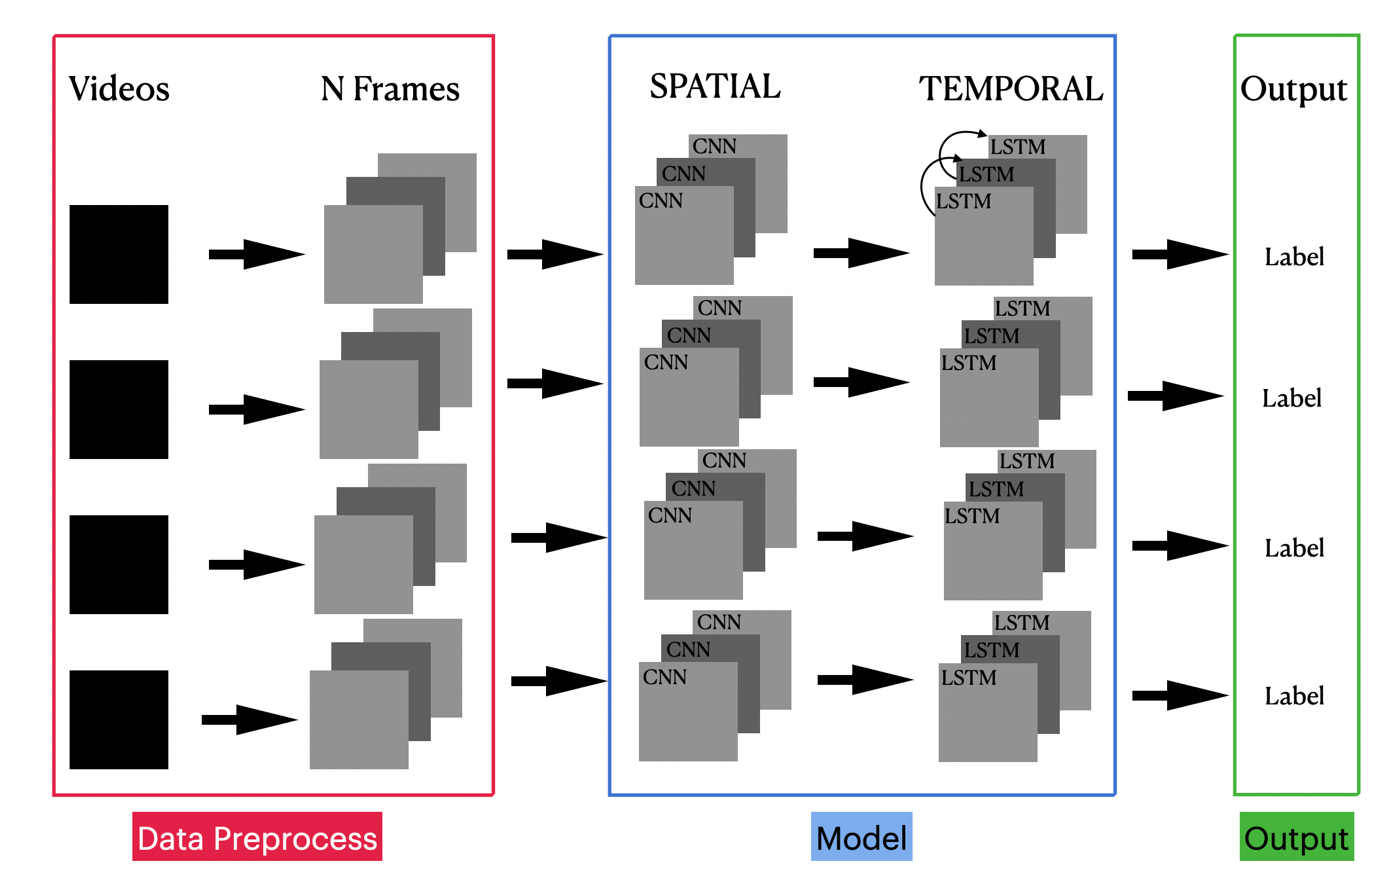 Videos
N Frames
SPATIAL
TEMPORAL
Output
CNN
CNN
CNN
LSTM
LSTM
LSTM
Label
CNN
CNN
CNN
LSTM
LSTM
LSTM
Label
CNN
CNN
CNN
LSTM
LSTM
LSTM
Label
CNN
CNN
CNN
LSTM
LSTM
LSTM
Label
Data Preprocess
Model
Output